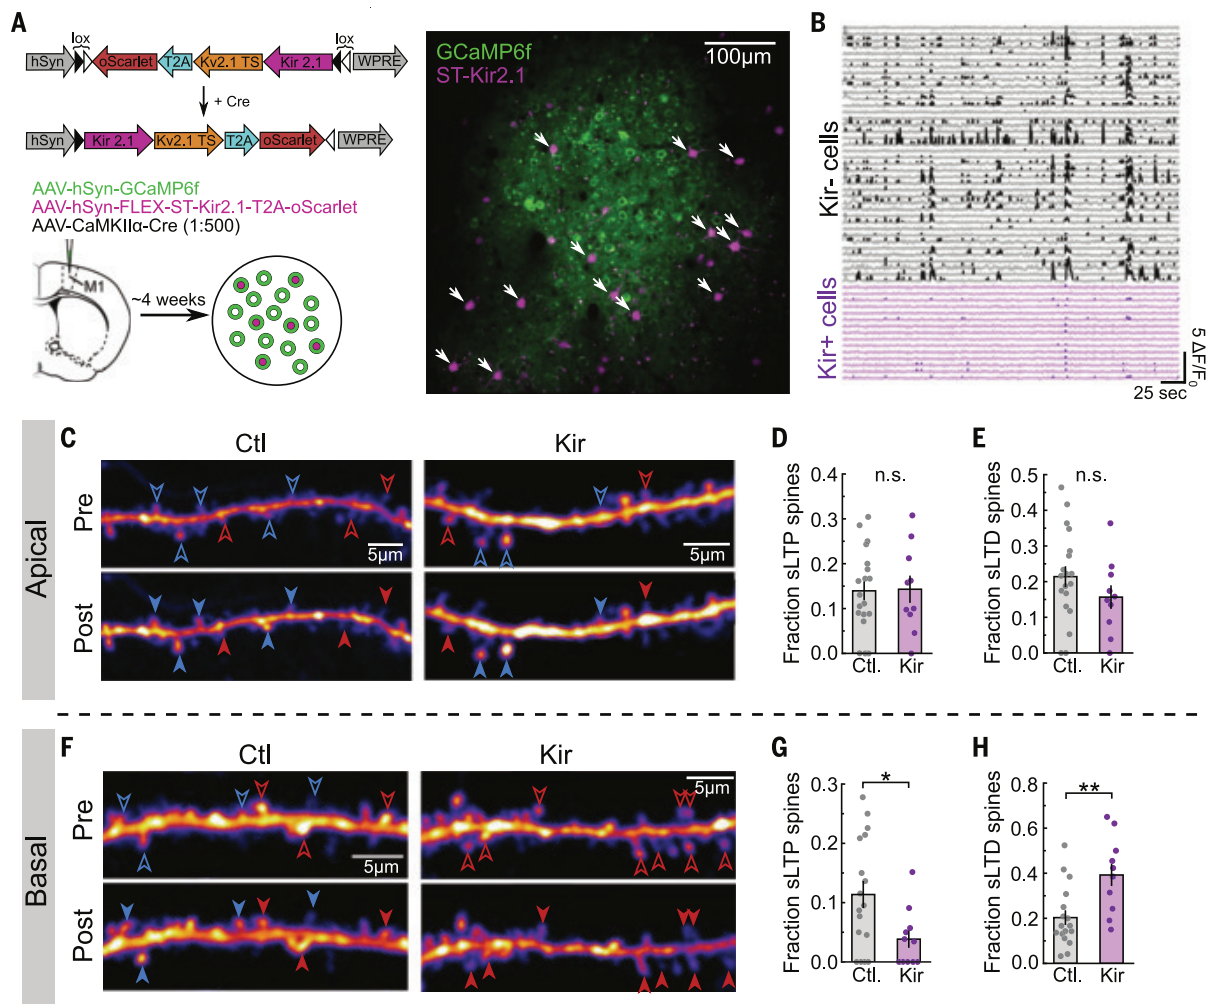 A
lox
lox
hSyn
oScarlet
T2A
Kv2.1 TS
Kir 2.1
WPRE
+ Cre
hSyn
Kir 2.1
Kv2.1 TS
T2A
oScarlet
WPRE
AAV-hSyn-GCaMP6f
AAV-hSyn-FLEX-ST-Kir2.1-T2A-oScarlet
AAV-CaMKIIα-Cre (1:500)
M1
~4 weeks
GCaMP6f
ST-Kir2.1
100µm
B
Kir- cells
Kir+ cells
5 ΔF/F0
25 sec
Apical
C
Ctl
Kir
Pre
5µm
5µm
Post
D
Fraction sLTP spines
n.s.
0.4
0.3
0.2
0.1
0.0
Ctl.
Kir
E
Fraction sLTD spines
n.s.
0.5
0.4
0.3
0.2
0.1
0.0
Ctl.
Kir
Basal
F
Ctl
Kir
Pre
5µm
5µm
Post
G
Fraction sLTP spines
*
0.3
0.2
0.1
0.0
Ctl.
Kir
H
Fraction sLTD spines
**
0.8
0.6
0.4
0.2
0.0
Ctl.
Kir